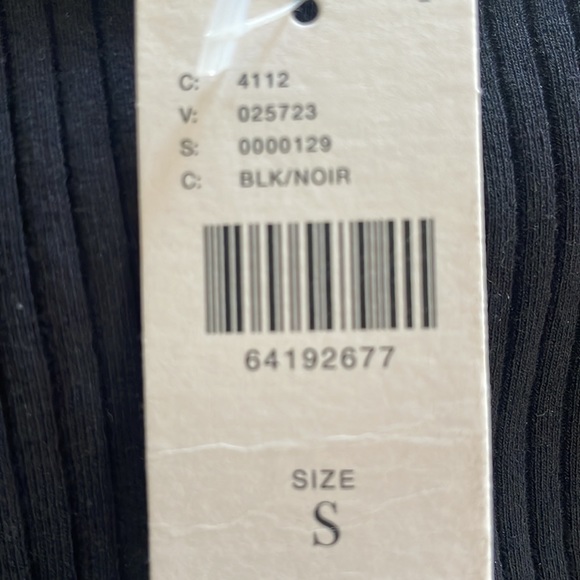 C: 4112
V: 025723
S: 0000129
C: BLK/NOIR
64192677
SIZE
S